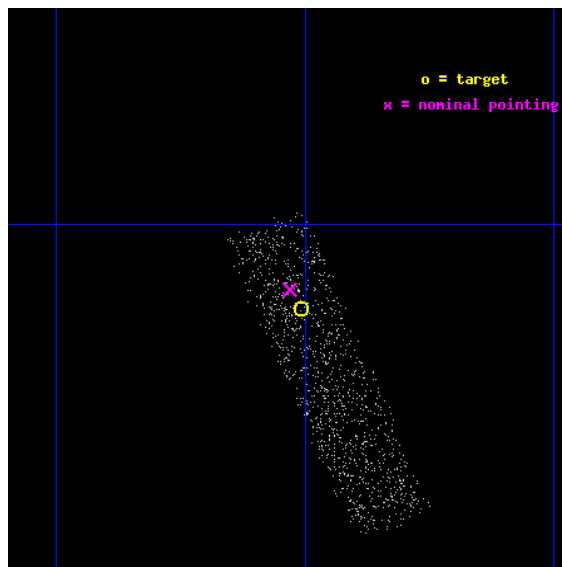 o = target
x = nominal pointing